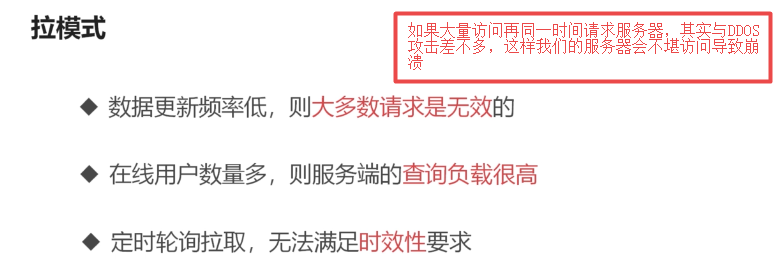 拉模式
如果大量访问再同一时间请求服务器，其实与DDOS
攻击差不多，这样我们的服务器会不堪访问导致崩
溃
◆ 数据更新频率低，则大多数请求是无效的
◆ 在线用户数量多，则服务端的查询负载很高
◆ 定时轮询拉取，无法满足时效性要求